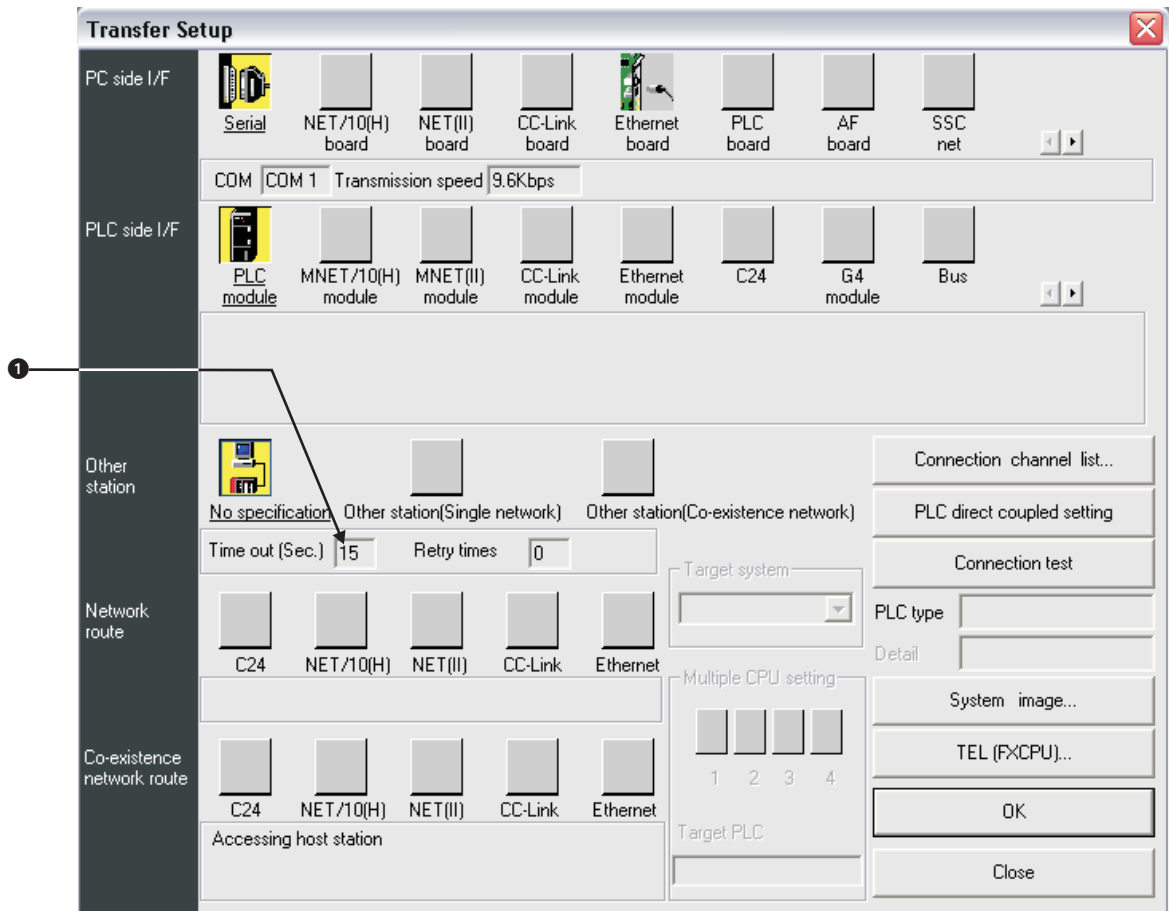 Transfer Setup
PC side I/F
Serial
NET/10(H)
board
NET(II)
board
CC-Link
board
Ethernet
board
PLC
board
AF
board
SSC
net
COM COM 1 Transmission speed 9.6Kbps
PLC side I/F
PLC
module
MNET/10(H)
module
MNET(II)
module
CC-Link
module
Ethernet
module
C24
G4
module
Bus
1
Other
station
No specification
Other station(Single network)
Other station(Co-existence network)
Time out (Sec.) 15 Retry times 0
Connection channel list...
PLC direct coupled setting
Connection test
PLC type
Detail
System image...
TEL (FXCPU)...
OK
Close
Target system
Multiple CPU setting
1 2 3 4
Target PLC
Network
route
C24
NET/10(H)
NET(II)
CC-Link
Ethernet
Co-existence
network route
C24
NET/10(H)
NET(II)
CC-Link
Ethernet
Accessing host station